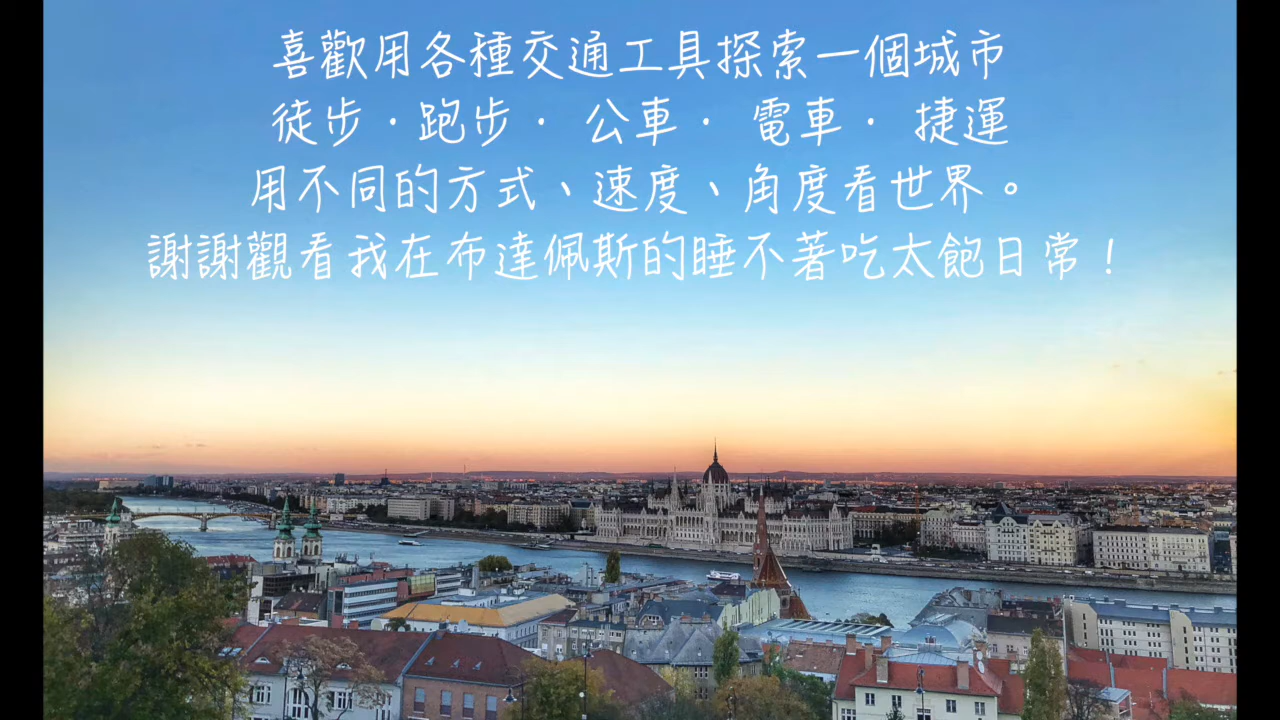 喜歡用各種交通工具探索一個城市
徒步·跑步· 公車· 電車· 捷運
用不同的方式、速度、角度看世界。
謝謝觀看我在布達佩斯的睡不著吃太飽日常！